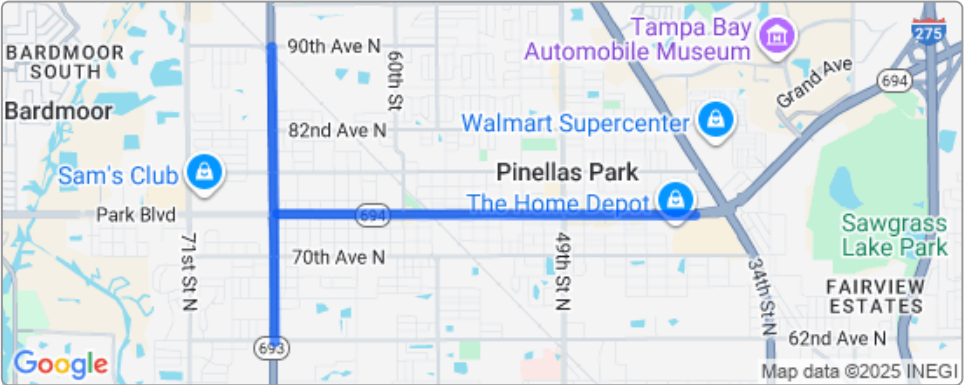 BARDMOOR
SOUTH
Bardmoor
90th Ave N
60th St
Tampa Bay
Automobile Museum
275
694
Grand Ave
82nd Ave N
Walmart Supercenter
Sam's Club
Pinellas Park
The Home Depot
Park Blvd
694
Sawgrass
Lake Park
71st St N
70th Ave N
49th St N
34th St N
FAIRVIEW
ESTATES
693
62nd Ave N
Google
Map data ©2025 INEGI